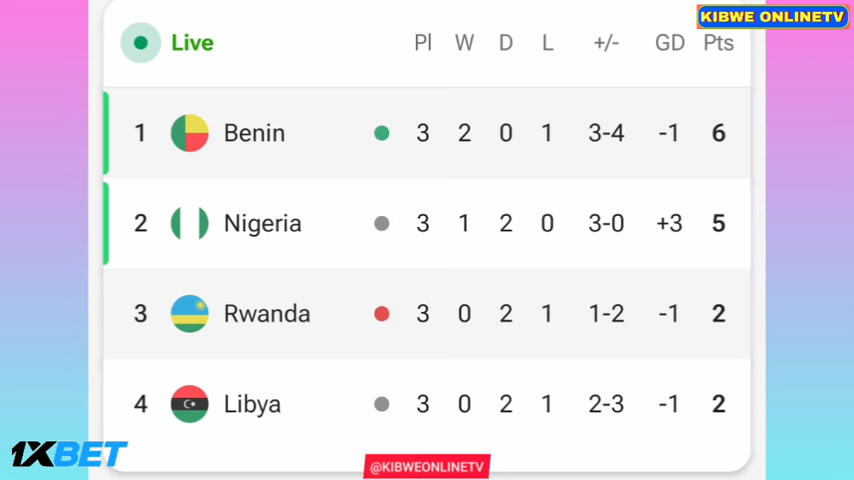 KIBWE ONLINETV
Live Pl W D L +/- GD Pts
1 Benin 3 2 0 1 3-4 -1 6
2 Nigeria 3 1 2 0 3-0 +3 5
3 Rwanda 3 0 2 1 1-2 -1 2
4 Libya 3 0 2 1 2-3 -1 2
1XBET
@KIBWEONLINETV